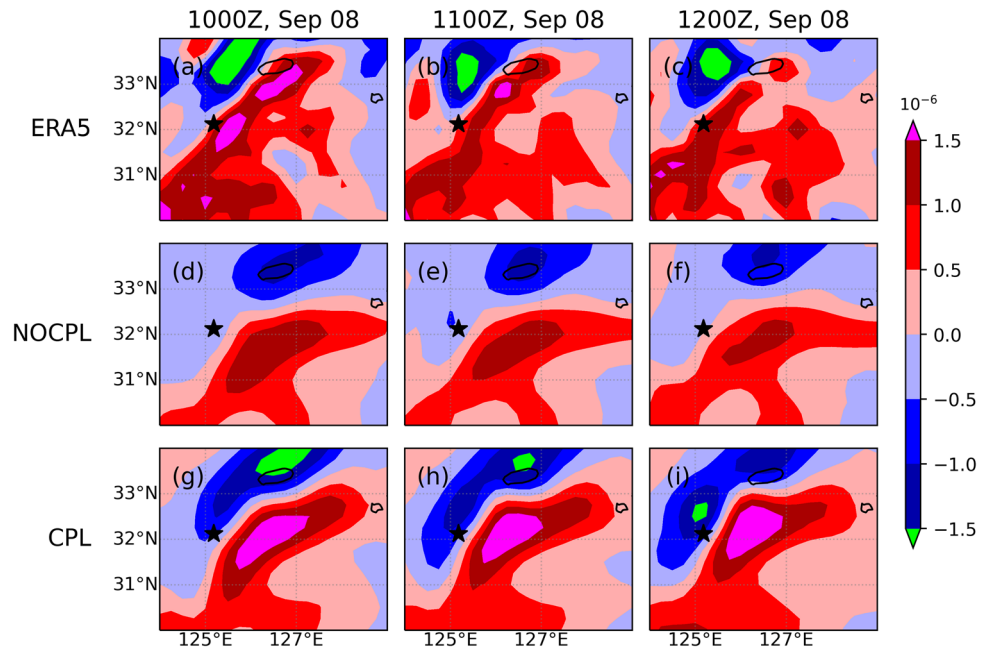 1000Z, Sep 08 1100Z, Sep 08 1200Z, Sep 08
ERA5
33°N
32°N
31°N
(a) (b) (c)
10⁻⁶
1.5
1.0
0.5
0.0
−0.5
−1.0
−1.5
NOCPL
33°N
32°N
31°N
(d) (e) (f)
CPL
33°N
32°N
31°N
(g) (h) (i)
125°E 127°E 125°E 127°E 125°E 127°E